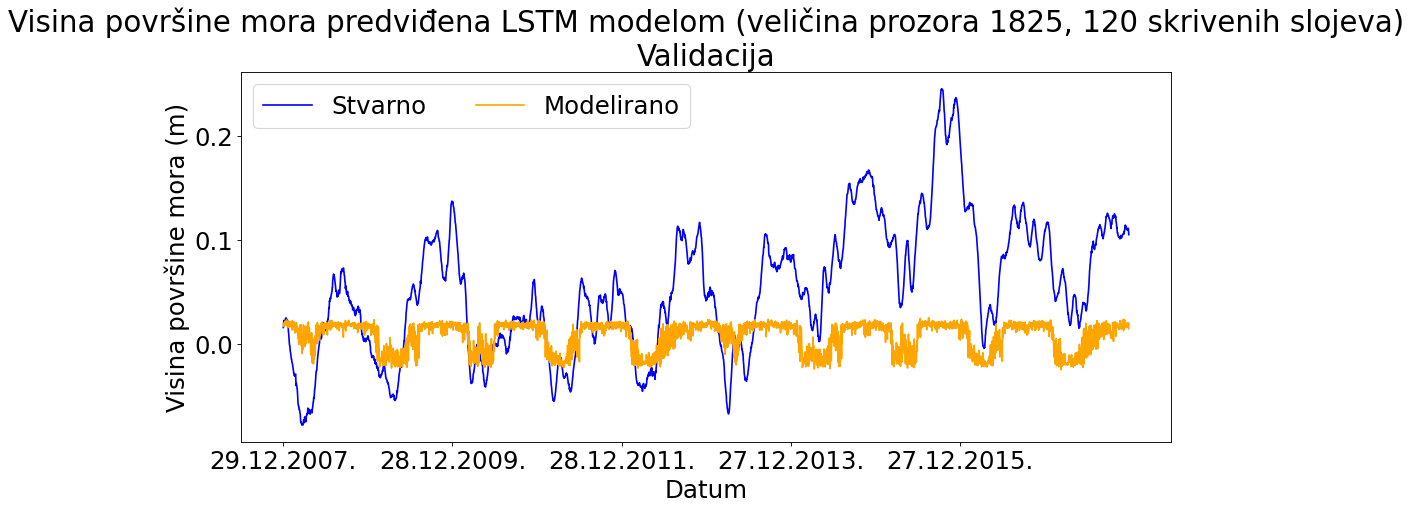 Visina površine mora predviđena LSTM modelom (veličina prozora 1825, 120 skrivenih slojeva)
Validacija
Stvarno Modelirano
Visina površine mora (m)
0.2
0.1
0.0
29.12.2007. 28.12.2009. 28.12.2011. 27.12.2013. 27.12.2015.
Datum